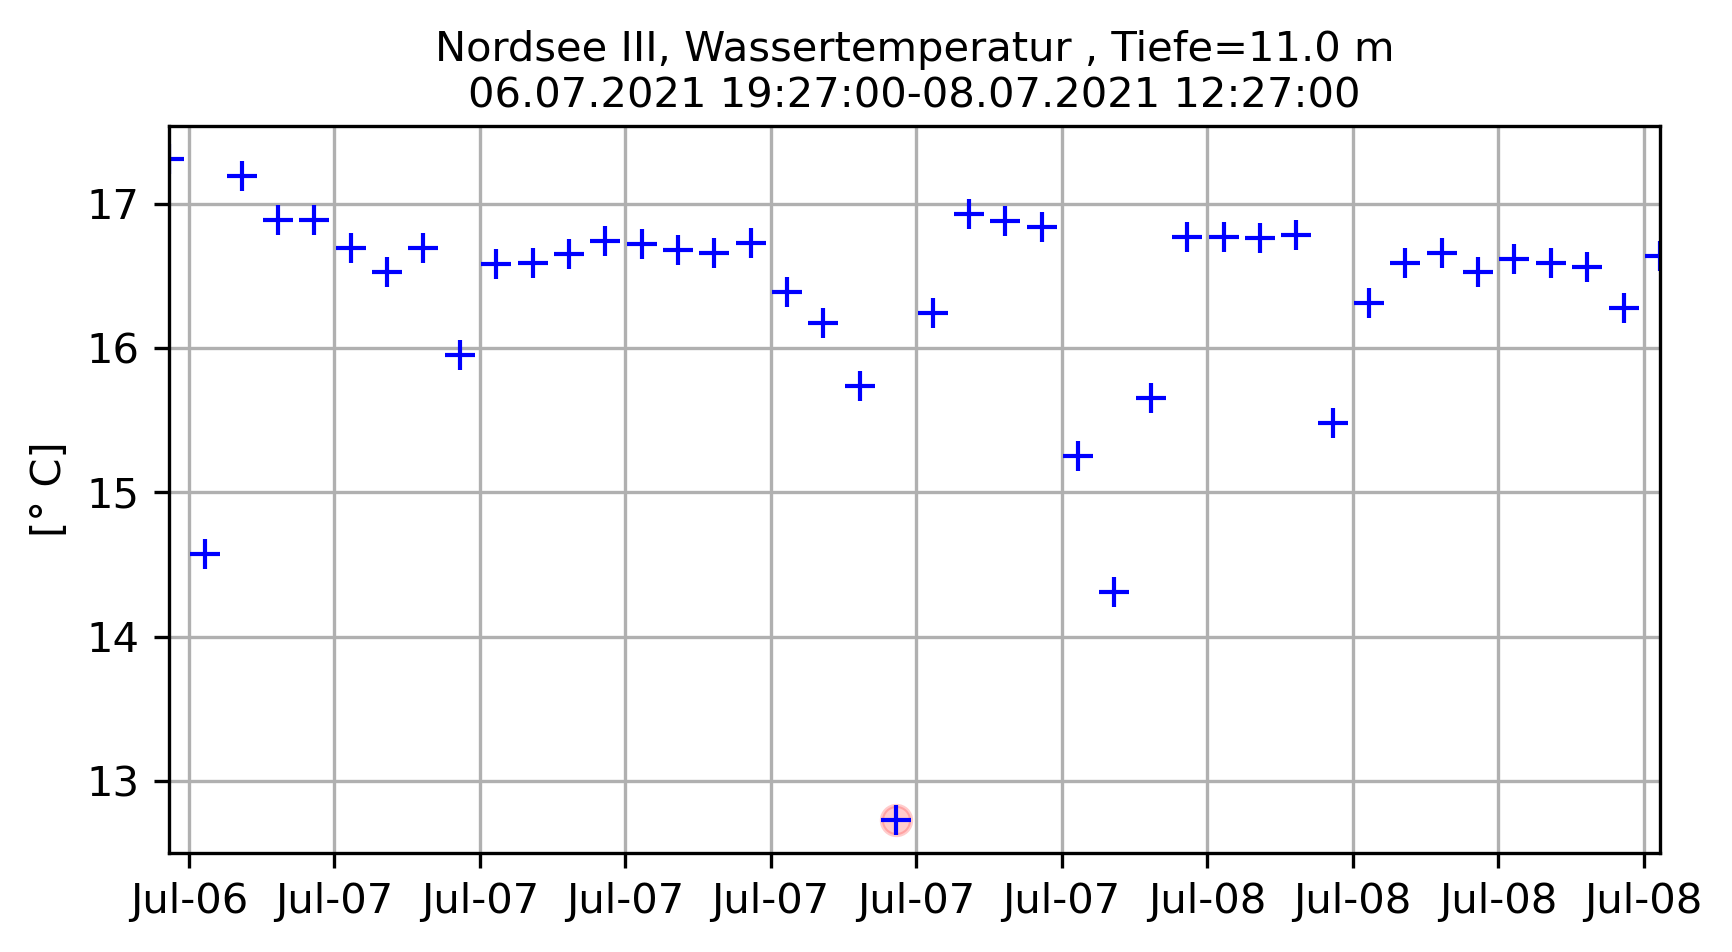 Nordsee III, Wassertemperatur , Tiefe=11.0 m
06.07.2021 19:27:00-08.07.2021 12:27:00
17
16
15
14
13
[° C]
Jul-06 Jul-07 Jul-07 Jul-07 Jul-07 Jul-07 Jul-07 Jul-08 Jul-08 Jul-08 Jul-08